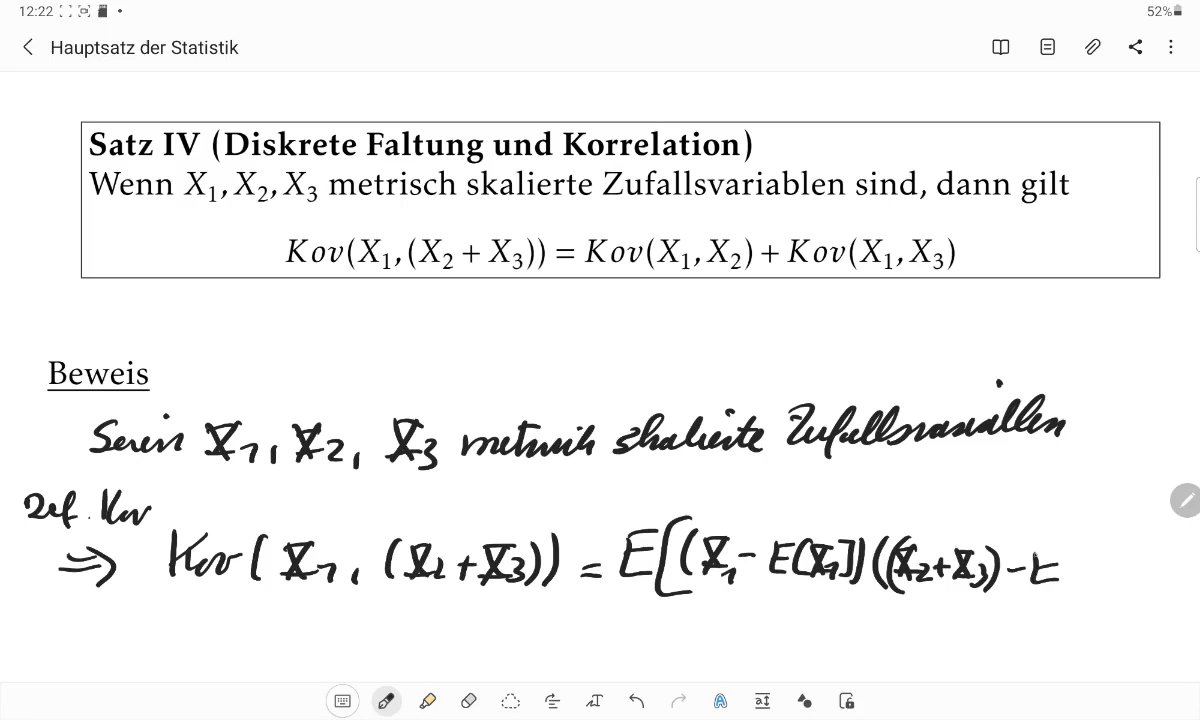 12:22
52%
Hauptsatz der Statistik
Satz IV (Diskrete Faltung und Korrelation)
Wenn X₁, X₂, X₃ metrisch skalierte Zufallsvariablen sind, dann gilt
Kov(X₁, (X₂ + X₃)) = Kov(X₁, X₂) + Kov(X₁, X₃)
Beweis
Seien X₁, X₂, X₃ metrisch skalierte Zufallsvariablen
Def. Kov
⇒ Kov(X₁, (X₂+X₃)) = E[(X₁ - E[X₁])((X₂+X₃) - E